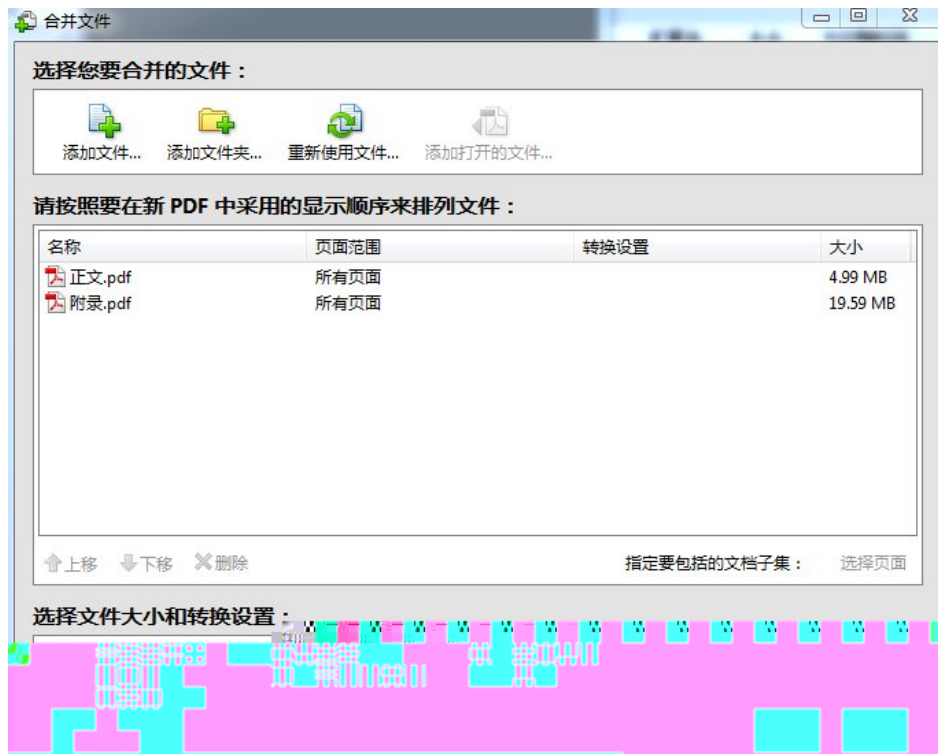 合并文件
选择您要合并的文件：
添加文件... 添加文件夹... 重新使用文件... 添加打开的文件...
请按照要在新 PDF 中采用的显示顺序来排列文件：
名称 页面范围 转换设置 大小
正文.pdf 所有页面 4.99 MB
附录.pdf 所有页面 19.59 MB
上移 下移 删除 指定要包括的文档子集： 选择页面
选择文件大小和转换设置：